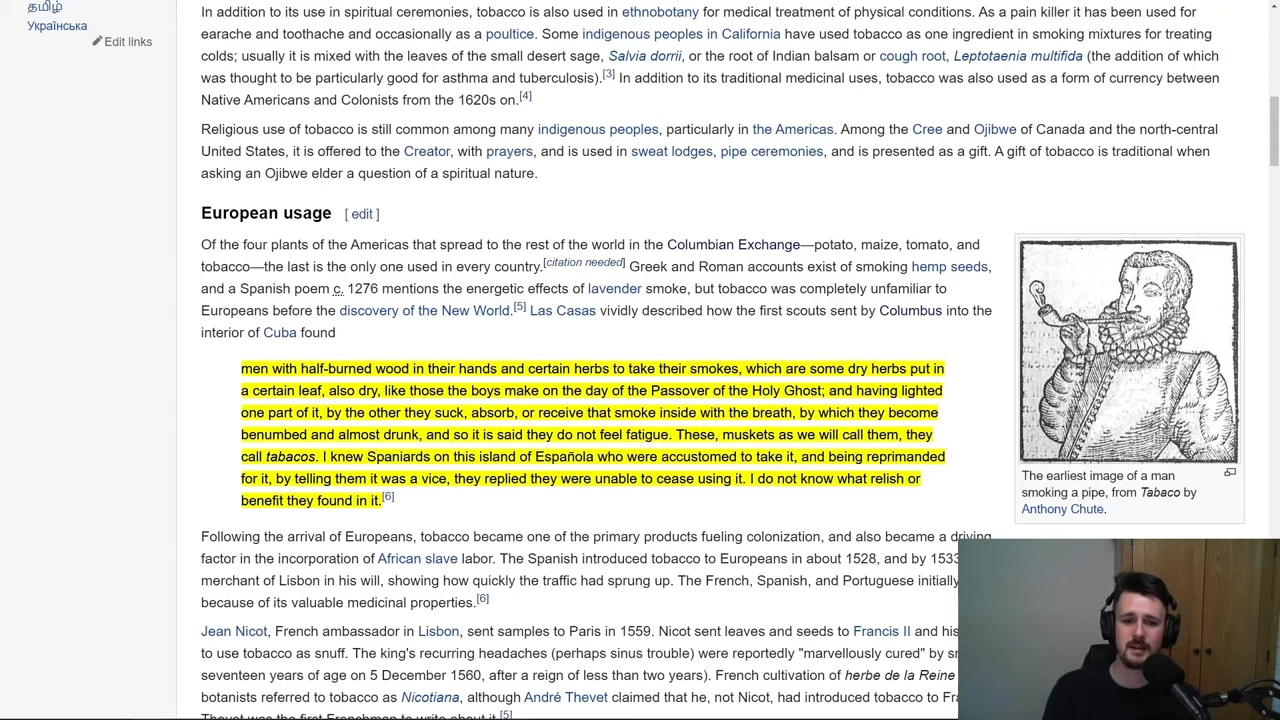 தமிழ்
Українська
Edit links
In addition to its use in spiritual ceremonies, tobacco is also used in ethnobotany for medical treatment of physical conditions. As a pain killer it has been used for
earache and toothache and occasionally as a poultice. Some indigenous peoples in California have used tobacco as one ingredient in smoking mixtures for treating
colds; usually it is mixed with the leaves of the small desert sage, Salvia dorrii, or the root of Indian balsam or cough root, Leptotaenia multifida (the addition of which
was thought to be particularly good for asthma and tuberculosis).[3] In addition to its traditional medicinal uses, tobacco was also used as a form of currency between
Native Americans and Colonists from the 1620s on.[4]
Religious use of tobacco is still common among many indigenous peoples, particularly in the Americas. Among the Cree and Ojibwe of Canada and the north-central
United States, it is offered to the Creator, with prayers, and is used in sweat lodges, pipe ceremonies, and is presented as a gift. A gift of tobacco is traditional when
asking an Ojibwe elder a question of a spiritual nature.
European usage [ edit ]
Of the four plants of the Americas that spread to the rest of the world in the Columbian Exchange—potato, maize, tomato, and
tobacco—the last is the only one used in every country.[citation needed] Greek and Roman accounts exist of smoking hemp seeds,
and a Spanish poem c. 1276 mentions the energetic effects of lavender smoke, but tobacco was completely unfamiliar to
Europeans before the discovery of the New World.[5] Las Casas vividly described how the first scouts sent by Columbus into the
interior of Cuba found
men with half-burned wood in their hands and certain herbs to take their smokes, which are some dry herbs put in
a certain leaf, also dry, like those the boys make on the day of the Passover of the Holy Ghost; and having lighted
one part of it, by the other they suck, absorb, or receive that smoke inside with the breath, by which they become
benumbed and almost drunk, and so it is said they do not feel fatigue. These, muskets as we will call them, they
call tabacos. I knew Spaniards on this island of Española who were accustomed to take it, and being reprimanded
for it, by telling them it was a vice, they replied they were unable to cease using it. I do not know what relish or
benefit they found in it.[6]
The earliest image of a man
smoking a pipe, from Tabaco by
Anthony Chute.
Following the arrival of Europeans, tobacco became one of the primary products fueling colonization, and also became a driving
factor in the incorporation of African slave labor. The Spanish introduced tobacco to Europeans in about 1528, and by 1533
merchant of Lisbon in his will, showing how quickly the traffic had sprung up. The French, Spanish, and Portuguese initially
because of its valuable medicinal properties.[6]
Jean Nicot, French ambassador in Lisbon, sent samples to Paris in 1559. Nicot sent leaves and seeds to Francis II and his
to use tobacco as snuff. The king's recurring headaches (perhaps sinus trouble) were reportedly "marvellously cured" by
seventeen years of age on 5 December 1560, after a reign of less than two years). French cultivation of herbe de la Reine
botanists referred to tobacco as Nicotiana, although André Thevet claimed that he, not Nicot, had introduced tobacco to
Thevet was the first Frenchman to write about it.[5]